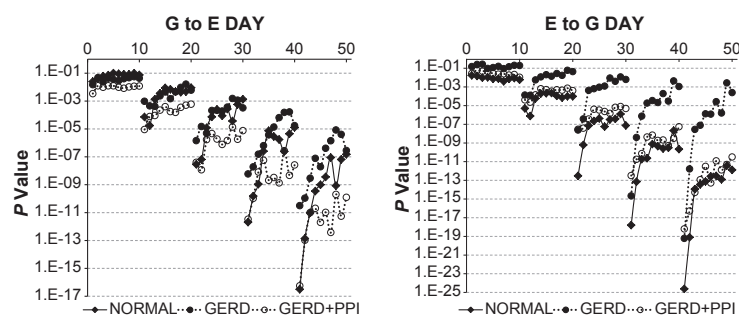 G to E DAY
0 10 20 30 40 50
P Value
1.E-01
1.E-03
1.E-05
1.E-07
1.E-09
1.E-11
1.E-13
1.E-15
1.E-17
NORMAL GERD GERD+PPI
E to G DAY
0 10 20 30 40 50
P Value
1.E-01
1.E-03
1.E-05
1.E-07
1.E-09
1.E-11
1.E-13
1.E-15
1.E-17
1.E-19
1.E-21
1.E-23
1.E-25
NORMAL GERD GERD+PPI